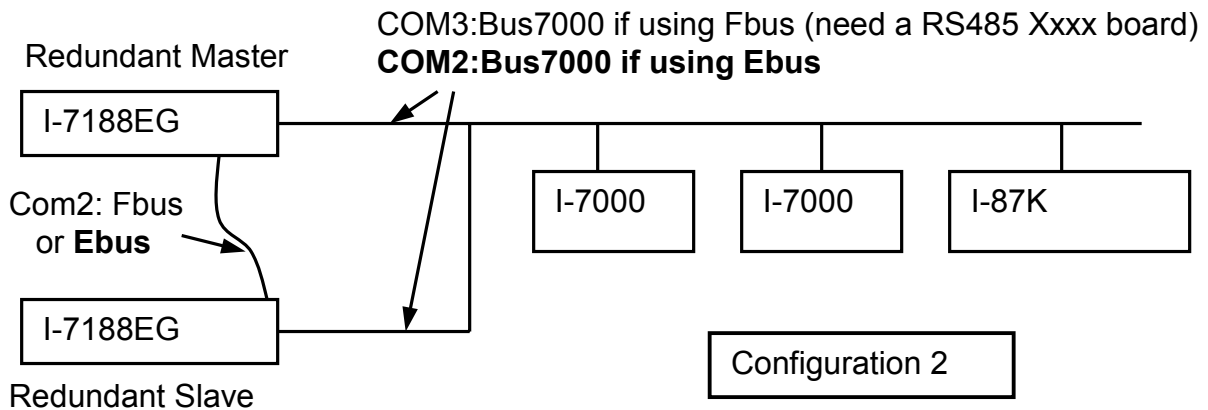 COM3:Bus7000 if using Fbus (need a RS485 Xxxx board)
COM2:Bus7000 if using Ebus
Redundant Master
I-7188EG
Com2: Fbus
or Ebus
I-7000
I-7000
I-87K
I-7188EG
Redundant Slave
Configuration 2